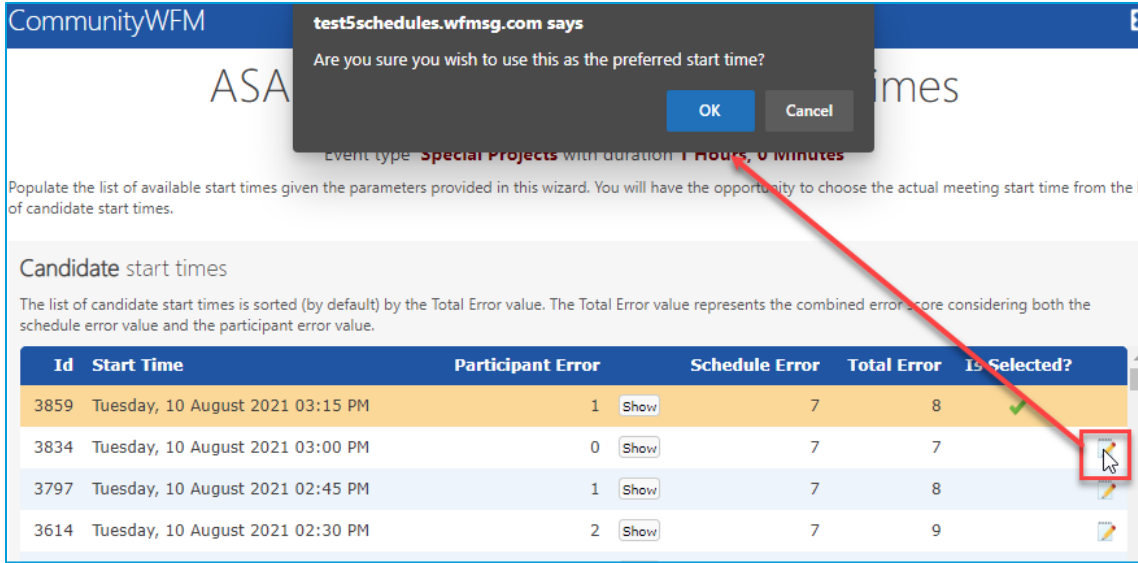 CommunityWFM
test5schedules.wfmsg.com says
Are you sure you wish to use this as the preferred start time?
OK Cancel
ASA imes
Event type Special Projects with duration 1 Hours, 0 Minutes
Populate the list of available start times given the parameters provided in this wizard. You will have the opportunity to choose the actual meeting start time from the
of candidate start times.
Candidate start times
The list of candidate start times is sorted (by default) by the Total Error value. The Total Error value represents the combined error score considering both the
schedule error value and the participant error value.
Id Start Time Participant Error Schedule Error Total Error Is Selected?
3859 Tuesday, 10 August 2021 03:15 PM 1 Show 7 8
3834 Tuesday, 10 August 2021 03:00 PM 0 Show 7 7
3797 Tuesday, 10 August 2021 02:45 PM 1 Show 7 8
3614 Tuesday, 10 August 2021 02:30 PM 2 Show 7 9